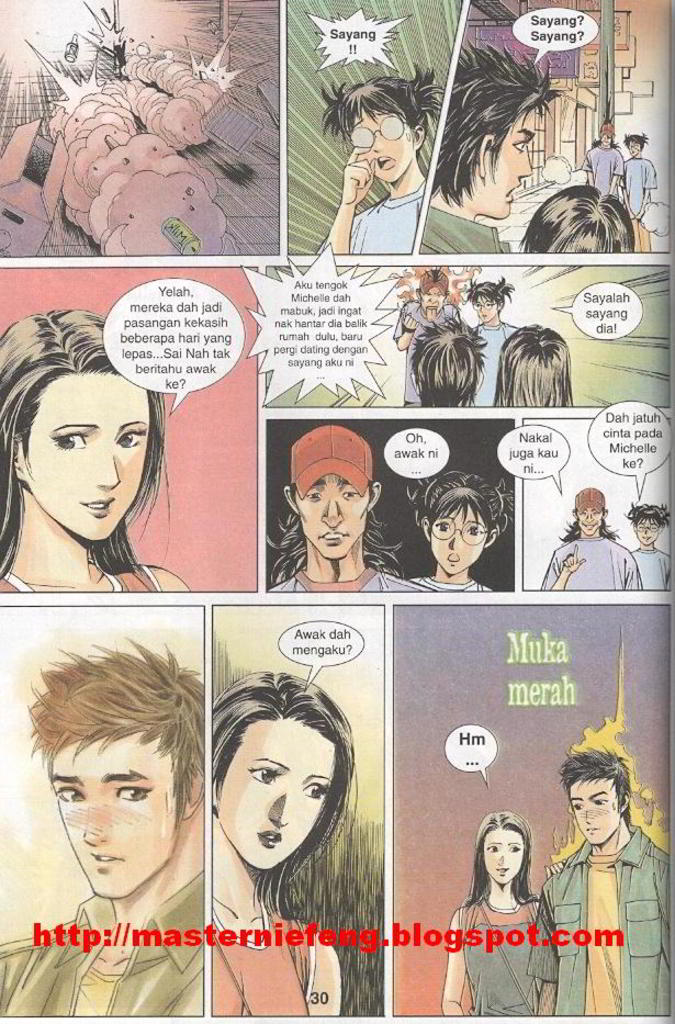 Sayang
!!
Sayang?
Sayang?
Yelah,
mereka dah jadi
pasangan kekasih
beberapa hari yang
lepas...Sai Nah tak
beritahu awak
ke?
Aku tengok
Michelle dah
mabuk, jadi ingat
nak hantar dia balik
rumah dulu, baru
pergi dating dengan
sayang aku ni
...
Sayalah
sayang
dia!
Oh,
awak ni
...
Nakal
juga kau
ni...
Dah jatuh
cinta pada
Michelle
ke?
Awak dah
mengaku?
Muka
merah
Hm
...
http://masterniefeng.blogspot.com
30